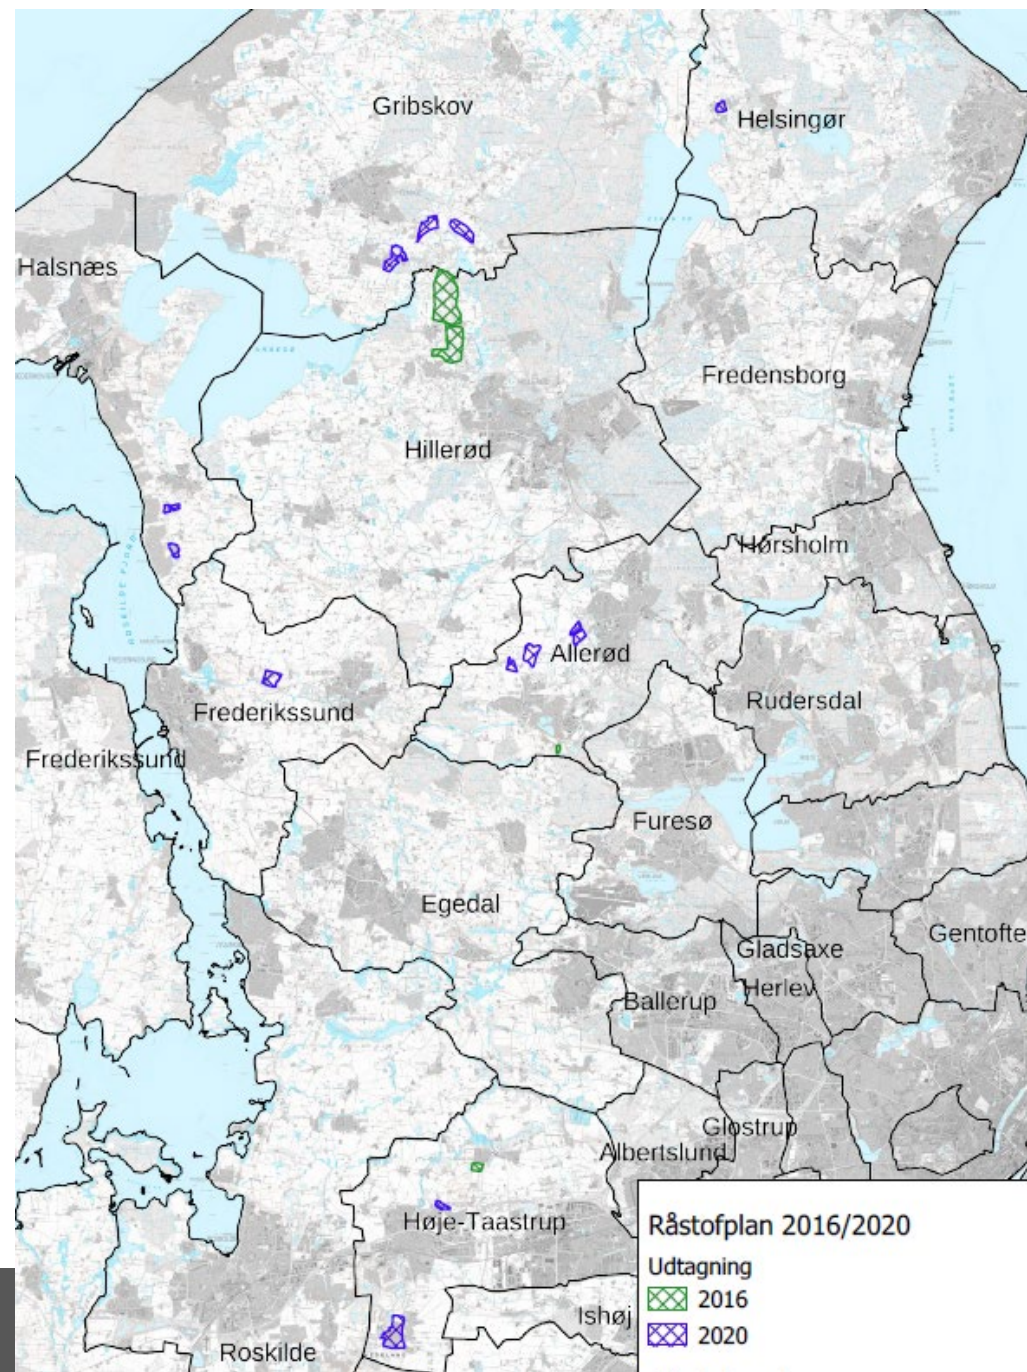 Gribskov
Helsingør
Halsnæs
Fredensborg
Hillerød
Hørsholm
Allerød
Rudersdal
Frederikssund
Frederikssund
Furesø
Egedal
Gladsaxe
Gentofte
Herlev
Ballerup
Glostrup
Albertslund
Høje-Taastrup
Ishøj
Roskilde
Råstofplan 2016/2020
Udtagning
2016
2020